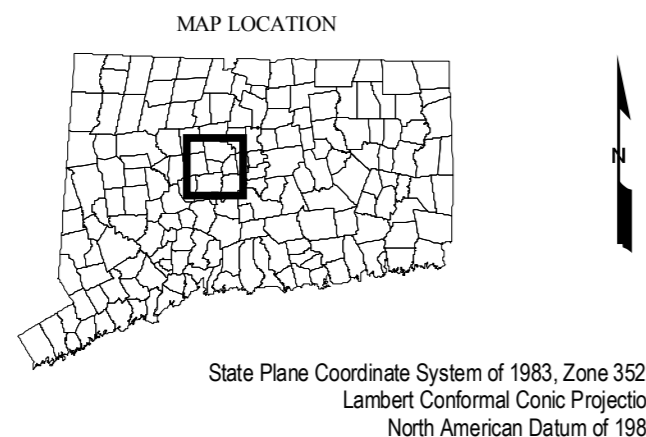 MAP LOCATION
N
State Plane Coordinate System of 1983, Zone 352
Lambert Conformal Conic Projectio
North American Datum of 198